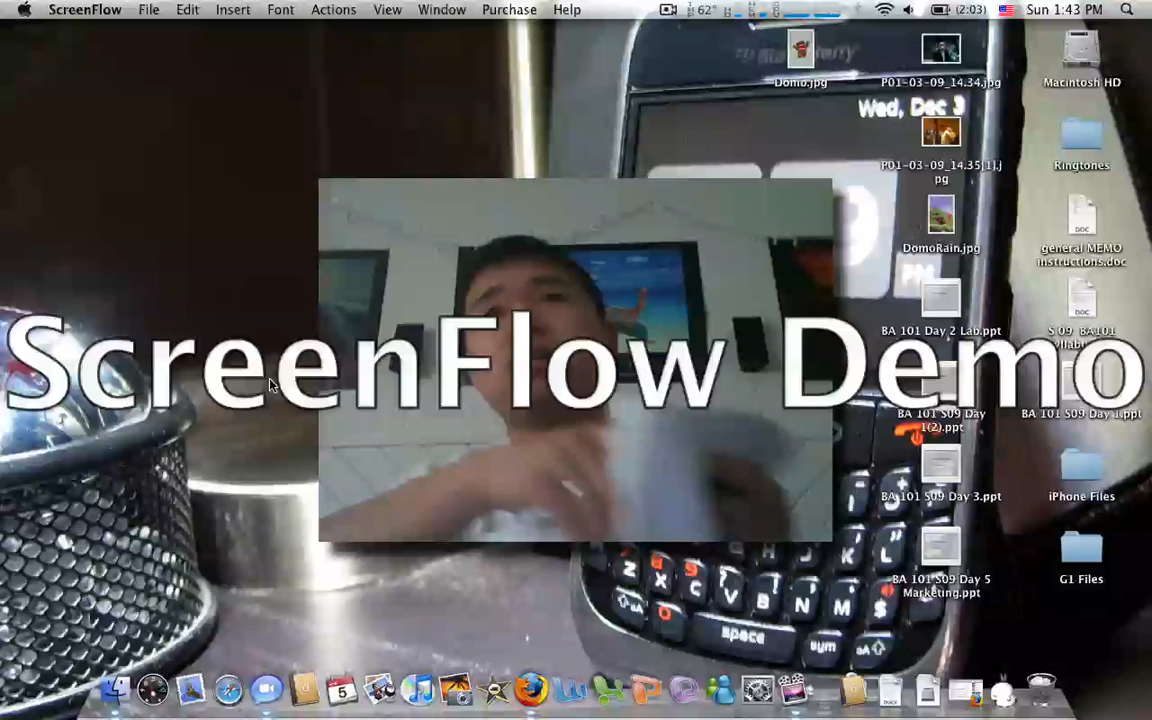 ScreenFlow File Edit Insert Font Actions View Window Purchase Help 62° (2:03) Sun 1:43 PM
Domo.jpg
P01-03-09_14.34.jpg
Macintosh HD
Wed, Dec 3
P01-03-09_14.35[1].j
pg
Ringtones
DomoRain.jpg
general MEMO
instructions.doc
PM
BA 101 Day 2 Lab.ppt
S 09_BA101
ScreenFlow Demo
BA 101 S09 Day
1(2).ppt
BA 101 S09 Day 1.ppt
BA 101 S09 Day 3.ppt
iPhone Files
BA 101 S09 Day 5
Marketing.ppt
G1 Files
K L
Z X C V B N M $
space sym aA
5